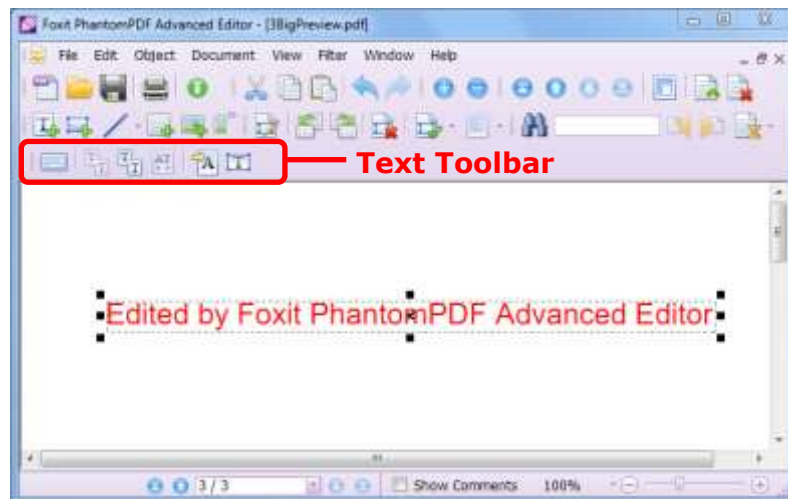 Foxit PhantomPDF Advanced Editor - [3BigPreview.pdf]
File Edit Object Document View Filter Window Help
Text Toolbar
Edited by Foxit PhantomPDF Advanced Editor
3 / 3 Show Comments 100%